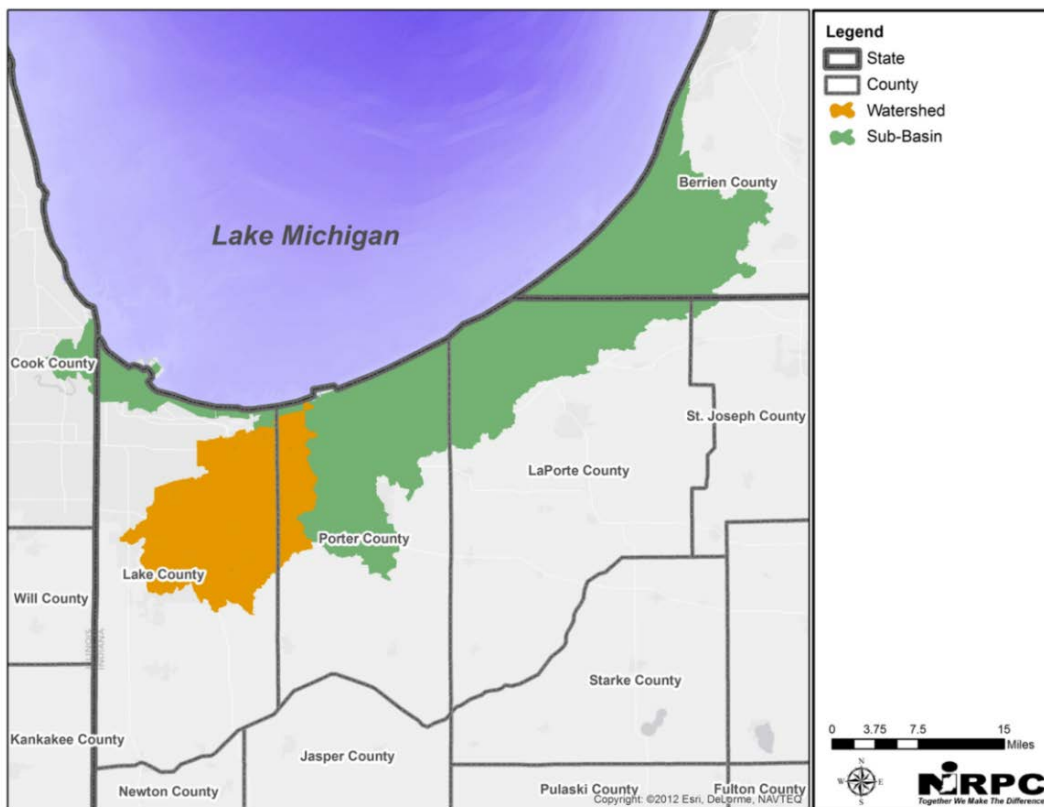 Legend
State
County
Watershed
Sub-Basin
Berrien County
Lake Michigan
Cook County
St. Joseph County
LaPorte County
Porter County
Lake County
Will County
ILLINOIS
INDIANA
Starke County
Kankakee County
Jasper County
Newton County
Pulaski County
Fulton County
Copyright: ©2012 Esri, DeLorme, NAVTEQ
0 3.75 7.5 15
Miles
N
W E
S
NIRPC
Together We Make The Difference